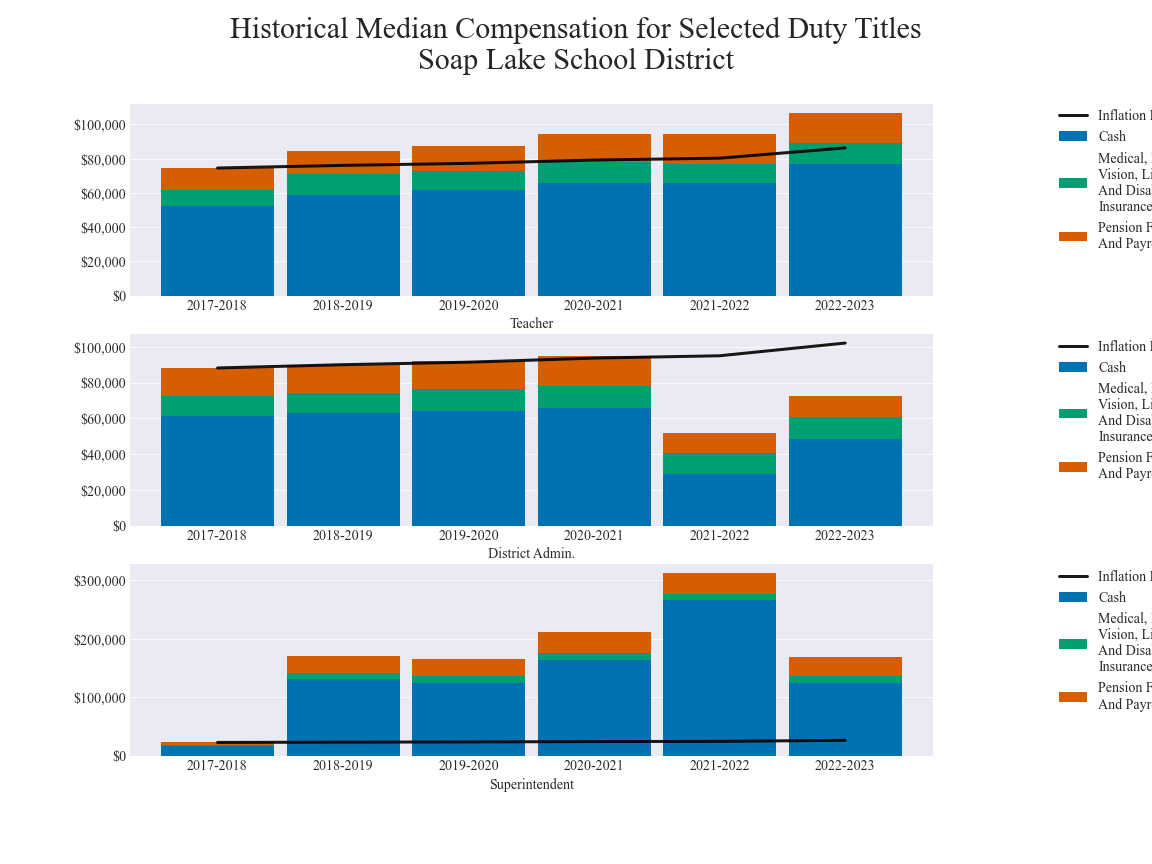 Historical Median Compensation for Selected Duty Titles
Soap Lake School District
$100,000
$80,000
$60,000
$40,000
$20,000
$0
2017-2018 2018-2019 2019-2020 2020-2021 2021-2022 2022-2023
Teacher
Inflation
Cash
Medical,
Vision,
And
Insurance
Pension
And
$100,000
$80,000
$60,000
$40,000
$20,000
$0
2017-2018 2018-2019 2019-2020 2020-2021 2021-2022 2022-2023
District Admin.
Inflation
Cash
Medical,
Vision,
And
Insurance
Pension
And
$300,000
$200,000
$100,000
$0
2017-2018 2018-2019 2019-2020 2020-2021 2021-2022 2022-2023
Superintendent
Inflation
Cash
Medical,
Vision,
And
Insurance
Pension
And